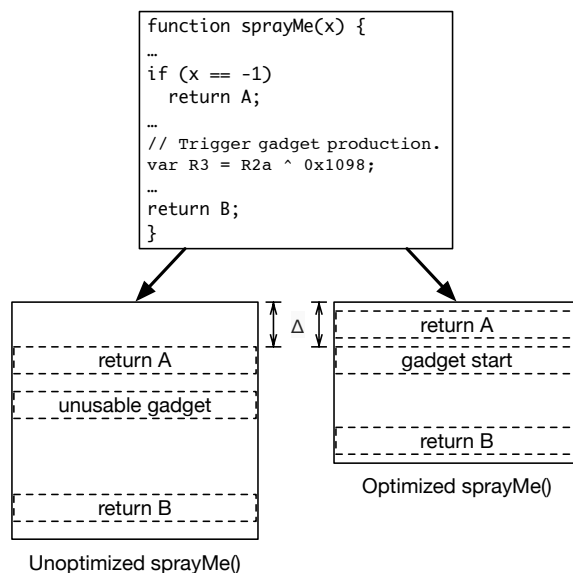 function sprayMe(x) {
…
if (x == -1)
  return A;
…
// Trigger gadget production.
var R3 = R2a ^ 0x1098;
…
return B;
}
Δ
return A
unusable gadget
return B
Unoptimized sprayMe()
return A
gadget start
return B
Optimized sprayMe()